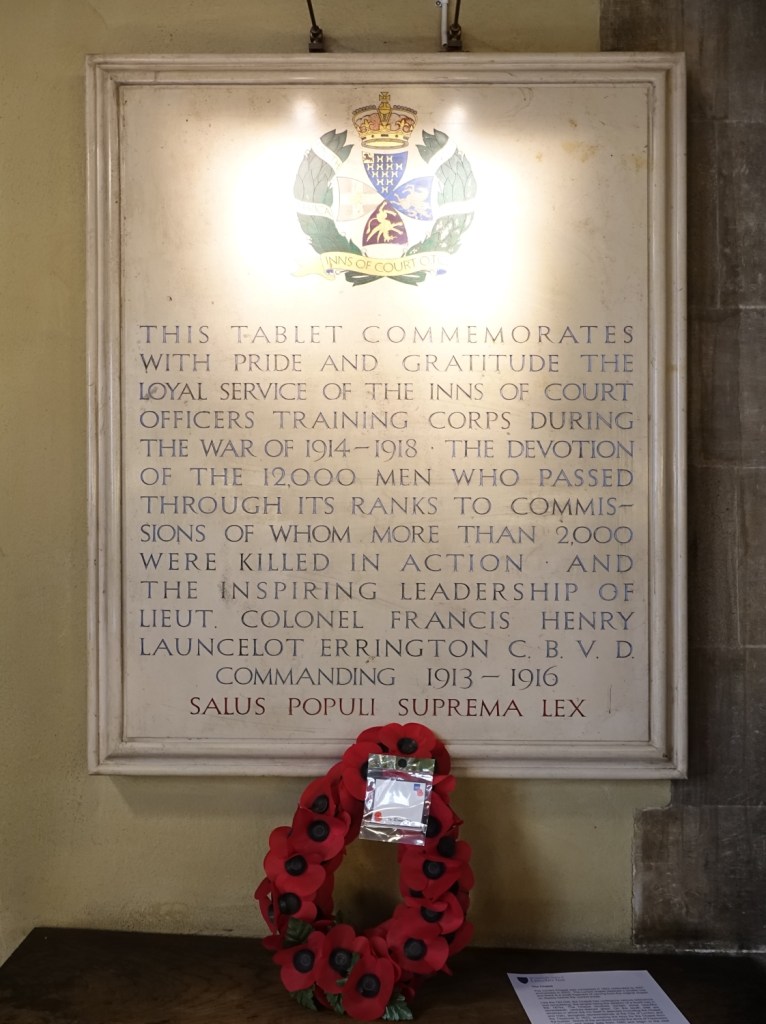 INNS OF COURT O.T.C.
THIS TABLET COMMEMORATES
WITH PRIDE AND GRATITUDE THE
LOYAL SERVICE OF THE INNS OF COURT
OFFICERS TRAINING CORPS DURING
THE WAR OF 1914–1918 · THE DEVOTION
OF THE 12,000 MEN WHO PASSED
THROUGH ITS RANKS TO COMMIS–
SIONS OF WHOM MORE THAN 2,000
WERE KILLED IN ACTION · AND
THE INSPIRING LEADERSHIP OF
LIEUT. COLONEL FRANCIS HENRY
LAUNCELOT ERRINGTON C. B. V. D.
COMMANDING 1913 – 1916
SALUS POPULI SUPREMA LEX